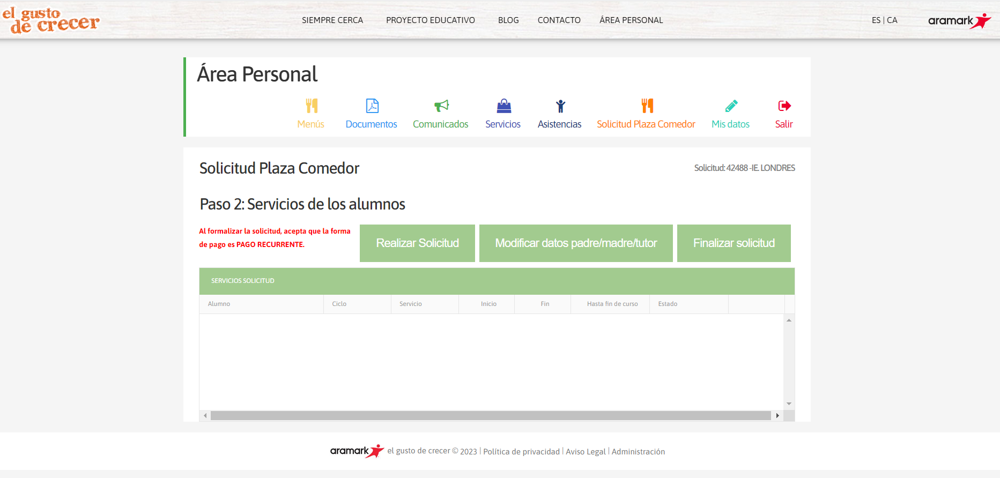 el gusto
de crecer
SIEMPRE CERCA
PROYECTO EDUCATIVO
BLOG
CONTACTO
ÁREA PERSONAL
ES | CA
aramark
Área Personal
Menús
Documentos
Comunicados
Servicios
Asistencias
Solicitud Plaza Comedor
Mis datos
Salir
Solicitud Plaza Comedor
Solicitud: 42488 -IE. LONDRES
Paso 2: Servicios de los alumnos
Al formalizar la solicitud, acepta que la forma
de pago es PAGO RECURRENTE.
Realizar Solicitud
Modificar datos padre/madre/tutor
Finalizar solicitud
SERVICIOS SOLICITUD
Alumno
Ciclo
Servicio
Inicio
Fin
Hasta fin de curso
Estado
aramark el gusto de crecer © 2023 | Política de privacidad | Aviso Legal | Administración